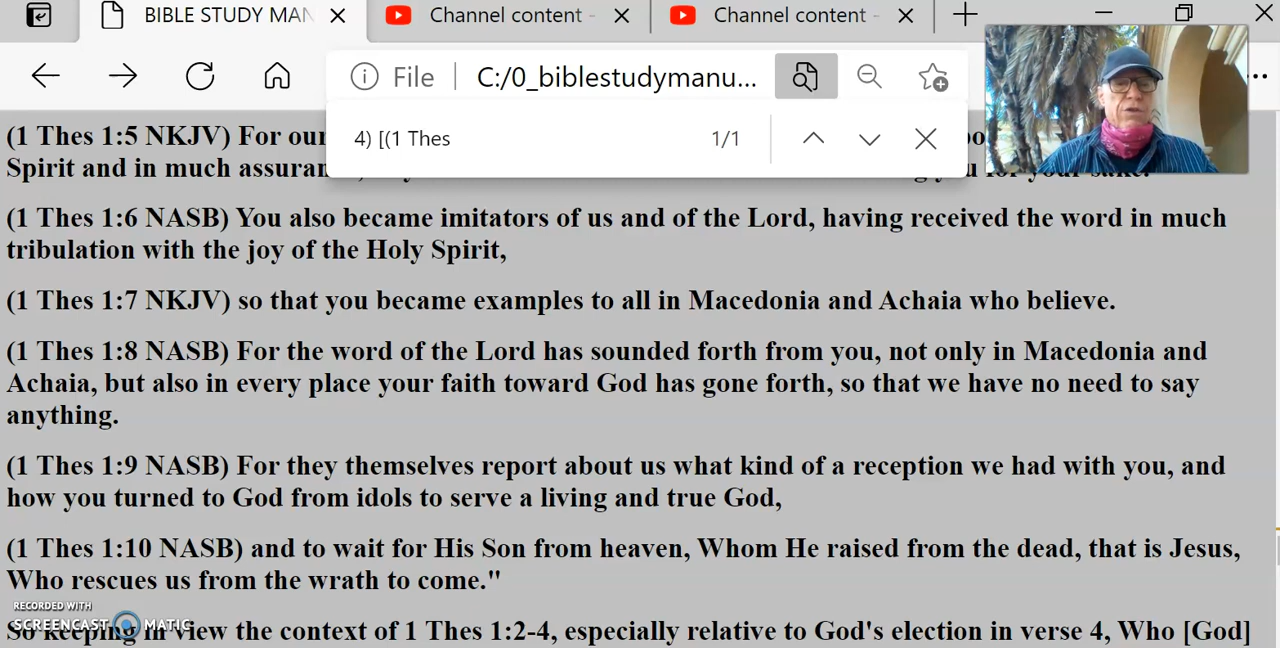 BIBLE STUDY MAN
Channel content -
Channel content -
File
C:/0_biblestudymanu...
4) [(1 Thes
1/1
(1 Thes 1:5 NKJV) For our
Spirit and in much
for your sake.
(1 Thes 1:6 NASB) You also became imitators of us and of the Lord, having received the word in much
tribulation with the joy of the Holy Spirit,
(1 Thes 1:7 NKJV) so that you became examples to all in Macedonia and Achaia who believe.
(1 Thes 1:8 NASB) For the word of the Lord has sounded forth from you, not only in Macedonia and
Achaia, but also in every place your faith toward God has gone forth, so that we have no need to say
anything.
(1 Thes 1:9 NASB) For they themselves report about us what kind of a reception we had with you, and
how you turned to God from idols to serve a living and true God,
(1 Thes 1:10 NASB) and to wait for His Son from heaven, Whom He raised from the dead, that is Jesus,
Who rescues us from the wrath to come."
RECORDED WITH
SCREENCAST MATIC
So keeping in view the context of 1 Thes 1:2-4, especially relative to God's election in verse 4, Who [God]